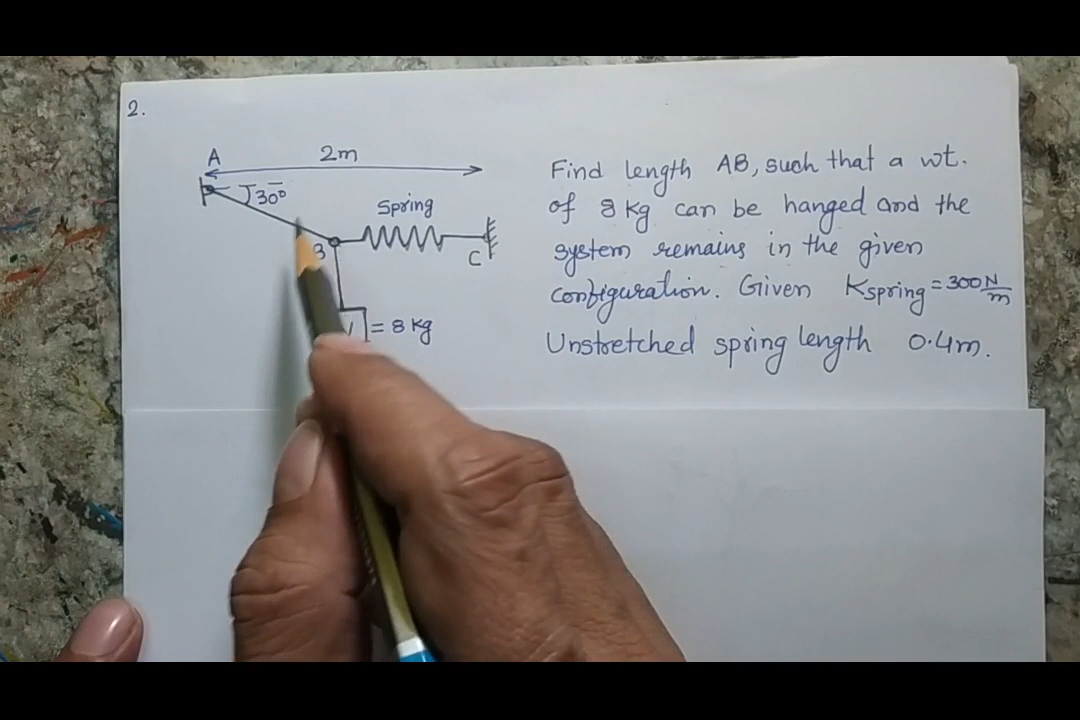 2.
A
2m
30°
Spring
B
C
= 8 kg
Find length AB, such that a wt.
of 8 kg can be hanged and the
system remains in the given
configuration. Given Kspring = 300 N/m
Unstretched spring length 0.4m.